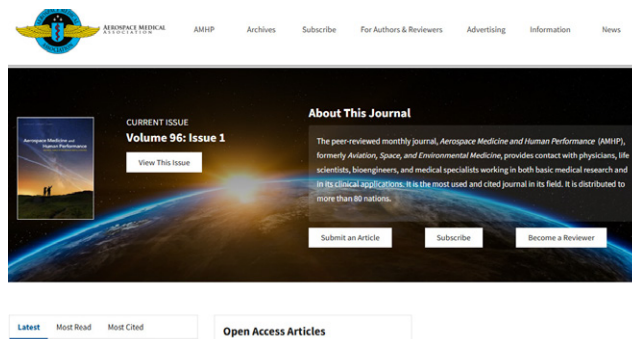 AEROSPACE MEDICAL
ASSOCIATION
AMHP
Archives
Subscribe
For Authors & Reviewers
Advertising
Information
News
CURRENT ISSUE
Volume 96: Issue 1
View This Issue
Aerospace Medicine and
Human Performance
About This Journal
The peer-reviewed monthly journal, Aerospace Medicine and Human Performance (AMHP),
formerly Aviation, Space, and Environmental Medicine, provides contact with physicians, life
scientists, bioengineers, and medical specialists working in both basic medical research and
in its clinical applications. It is the most used and cited journal in its field. It is distributed to
more than 80 nations.
Submit an Article
Subscribe
Become a Reviewer
Latest
Most Read
Most Cited
Open Access Articles